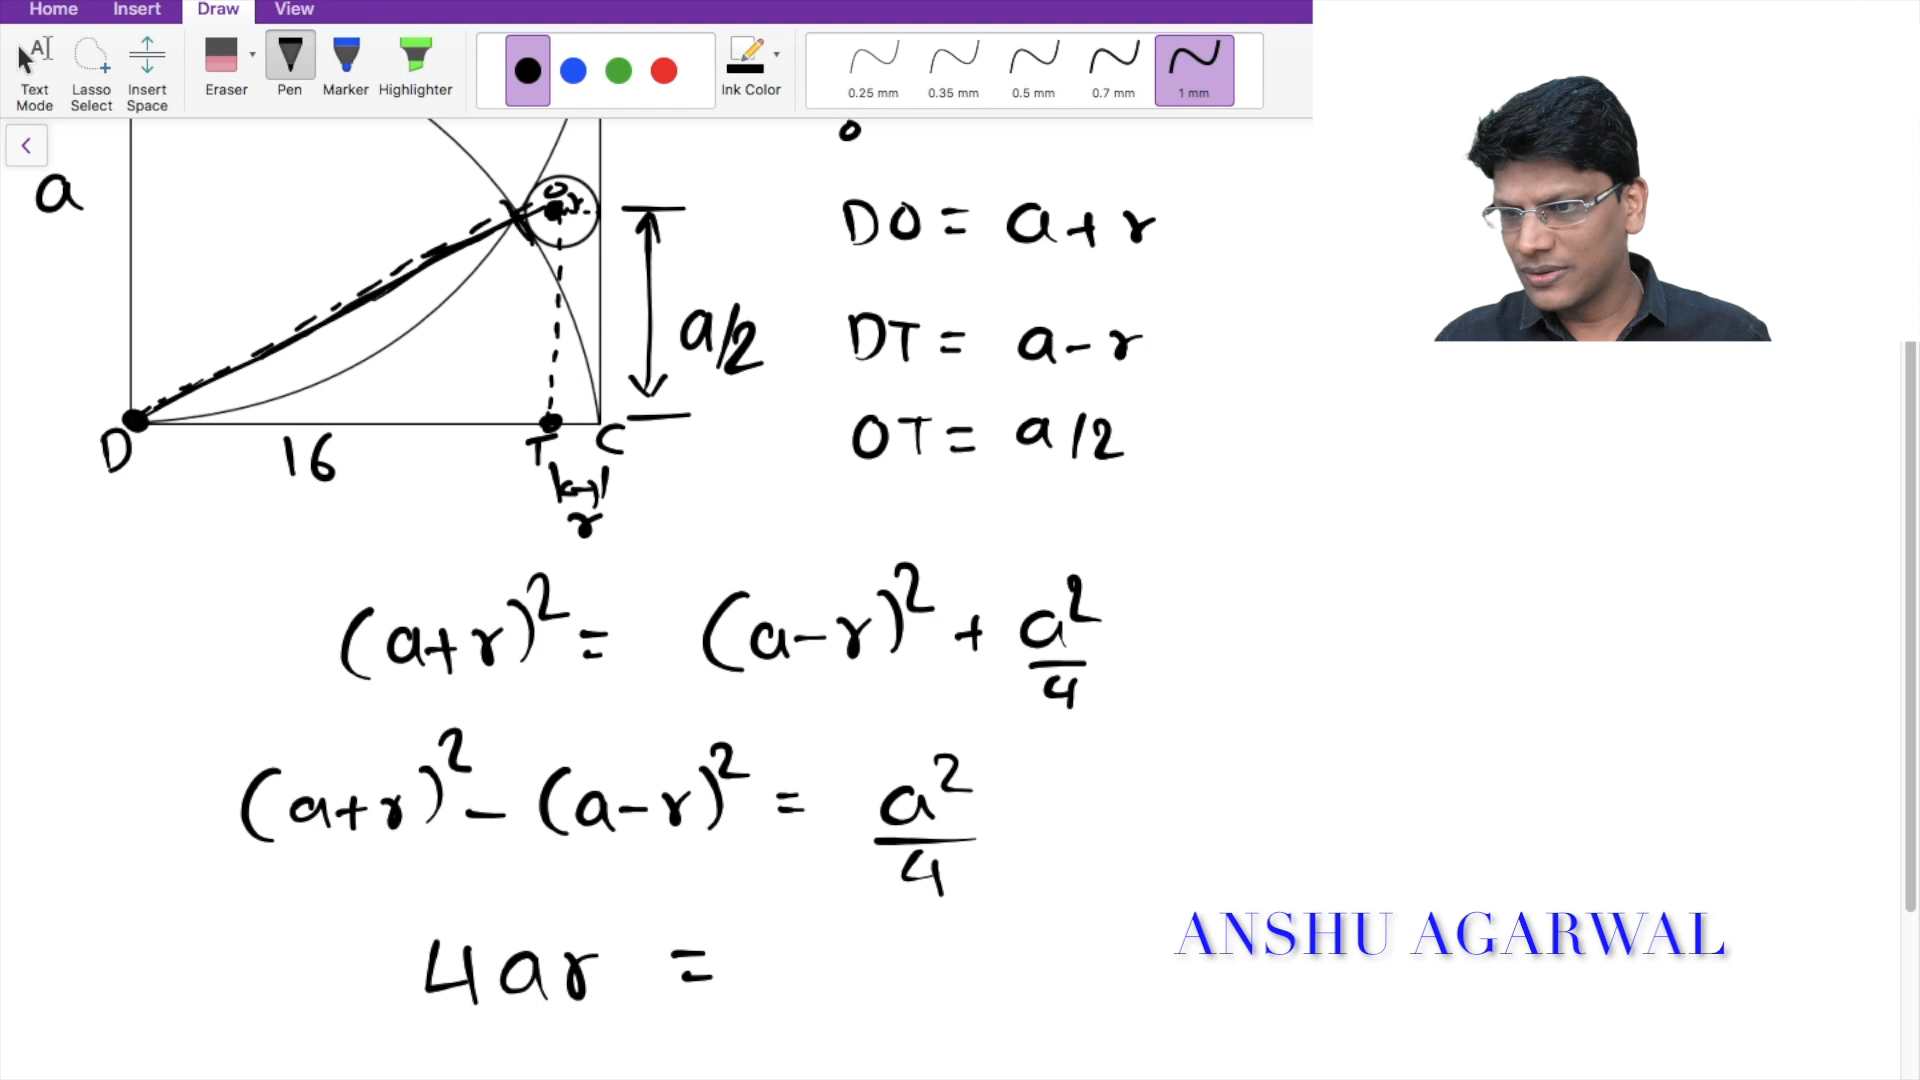 Home Insert Draw View
Text Mode
Lasso Select
Insert Space
Eraser
Pen
Marker
Highlighter
Ink Color
0.25 mm
0.35 mm
0.5 mm
0.7 mm
1 mm
a
O
r
a/2
D
16
T
C
r
DO = a+r
DT = a-r
OT = a/2
(a+r)² = (a-r)² + a²/4
(a+r)² - (a-r)² = a²/4
4ar =
ANSHU AGARWAL